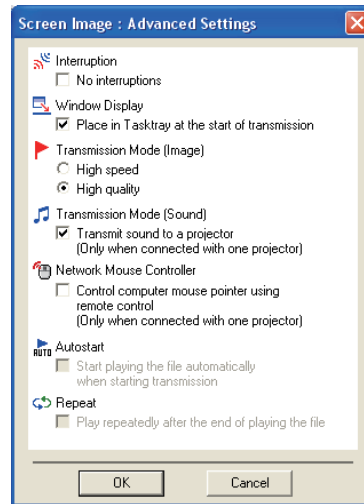 Screen Image : Advanced Settings
Interruption
No interruptions
Window Display
Place in Tasktray at the start of transmission
Transmission Mode (Image)
High speed
High quality
Transmission Mode (Sound)
Transmit sound to a projector
(Only when connected with one projector)
Network Mouse Controller
Control computer mouse pointer using
remote control
(Only when connected with one projector)
AUTO Autostart
Start playing the file automatically
when starting transmission
Repeat
Play repeatedly after the end of playing the file
OK Cancel